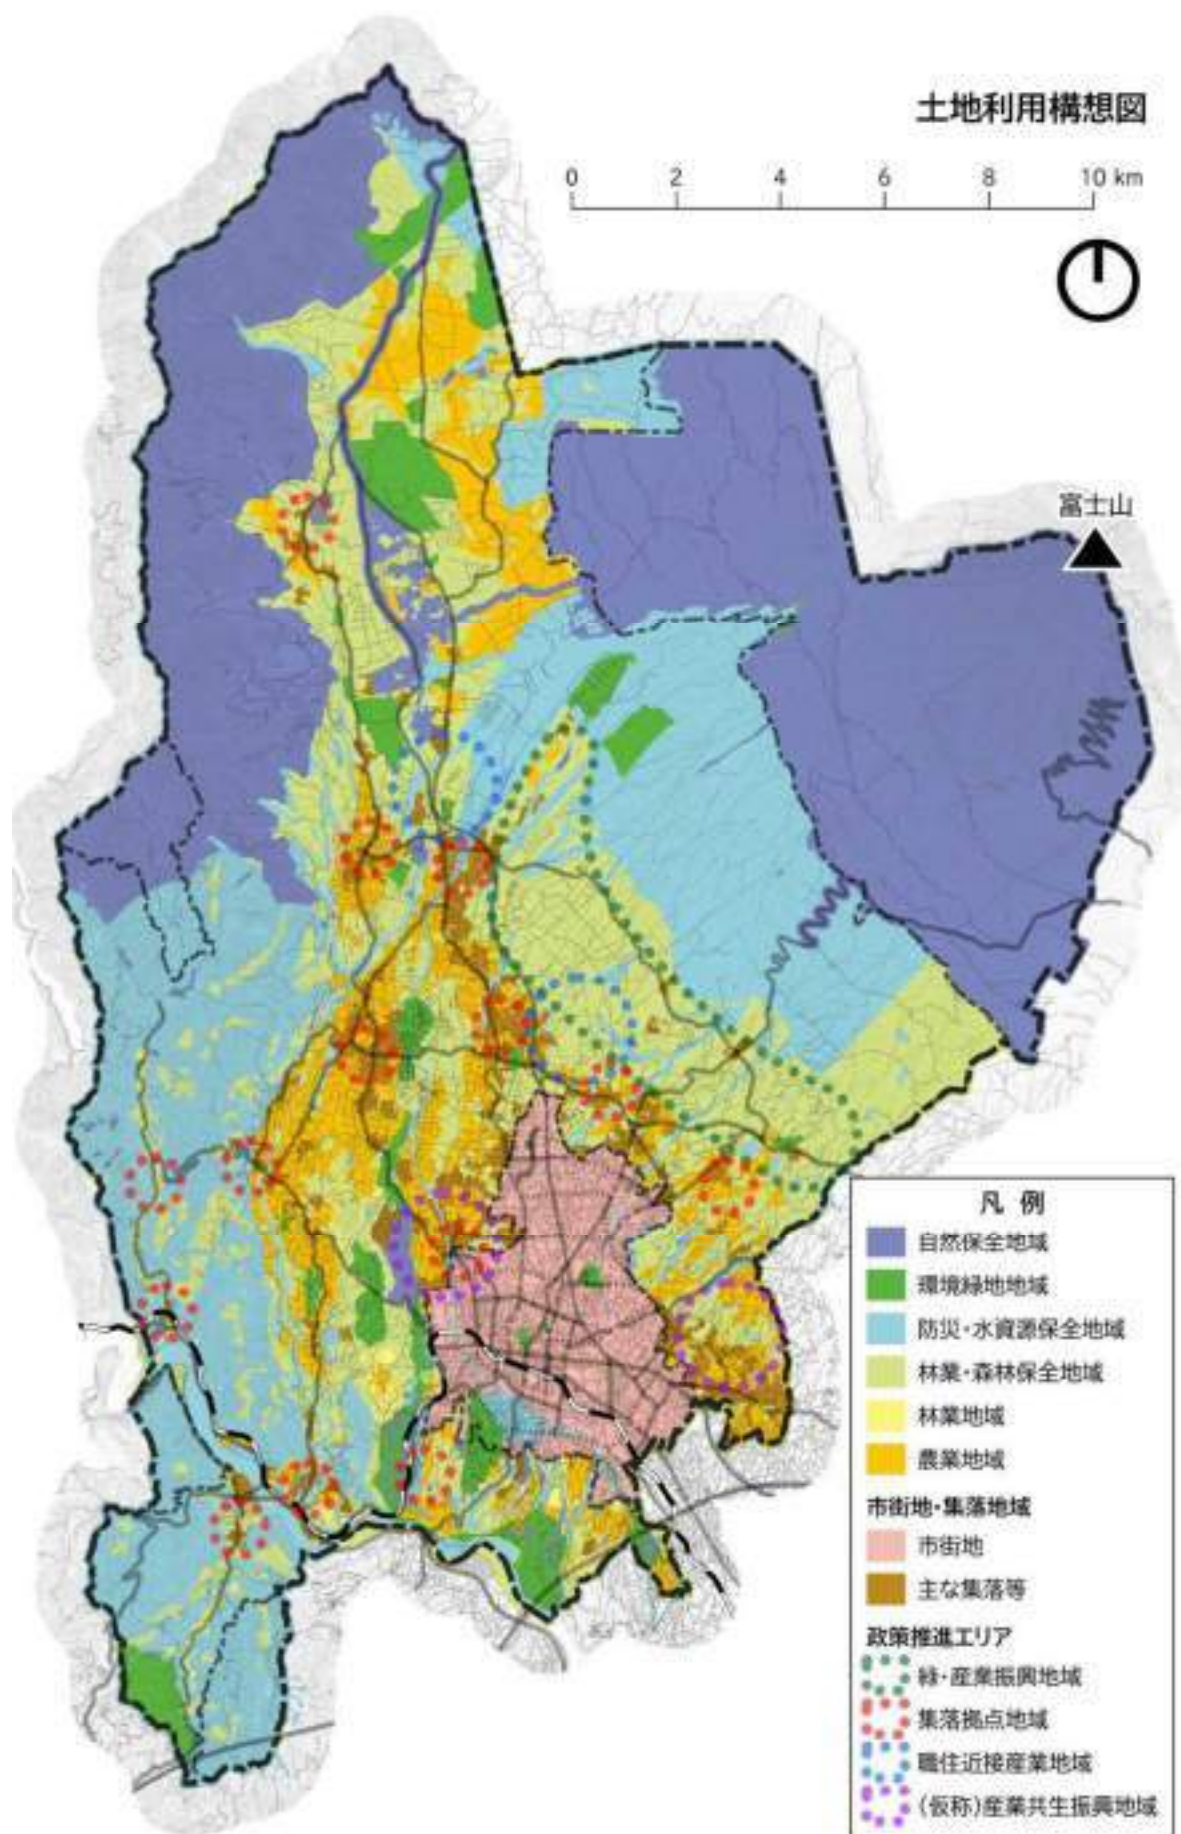 土地利用構想図
0 2 4 6 8 10 km
富士山
凡 例
自然保全地域
環境緑地地域
防災・水資源保全地域
林業・森林保全地域
林業地域
農業地域
市街地・集落地域
市街地
主な集落等
政策推進エリア
緑・産業振興地域
集落拠点地域
職住近接産業地域
(仮称)産業共生振興地域